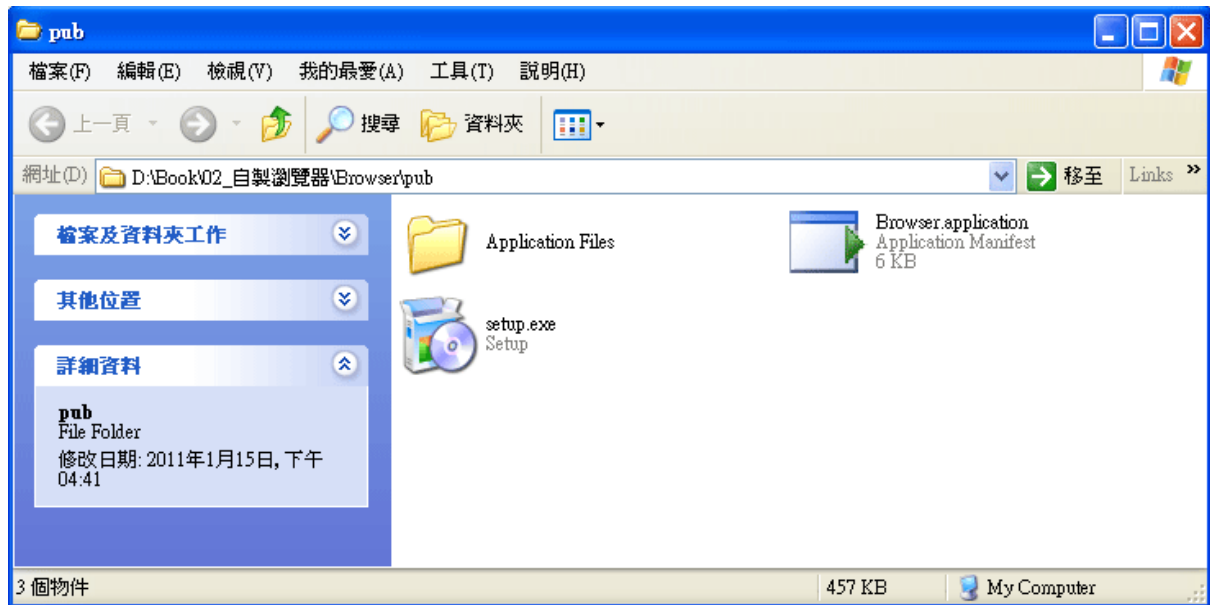 pub
檔案(F) 編輯(E) 檢視(V) 我的最愛(A) 工具(T) 說明(H)
上一頁 搜尋 資料夾
網址(D) D:\Book\02_自製瀏覽器\Browser\pub 移至 Links »
檔案及資料夾工作
其他位置
詳細資料
pub
File Folder
修改日期: 2011年1月15日, 下午
04:41
Application Files
Browser.application
Application Manifest
6 KB
setup.exe
Setup
3 個物件 457 KB My Computer